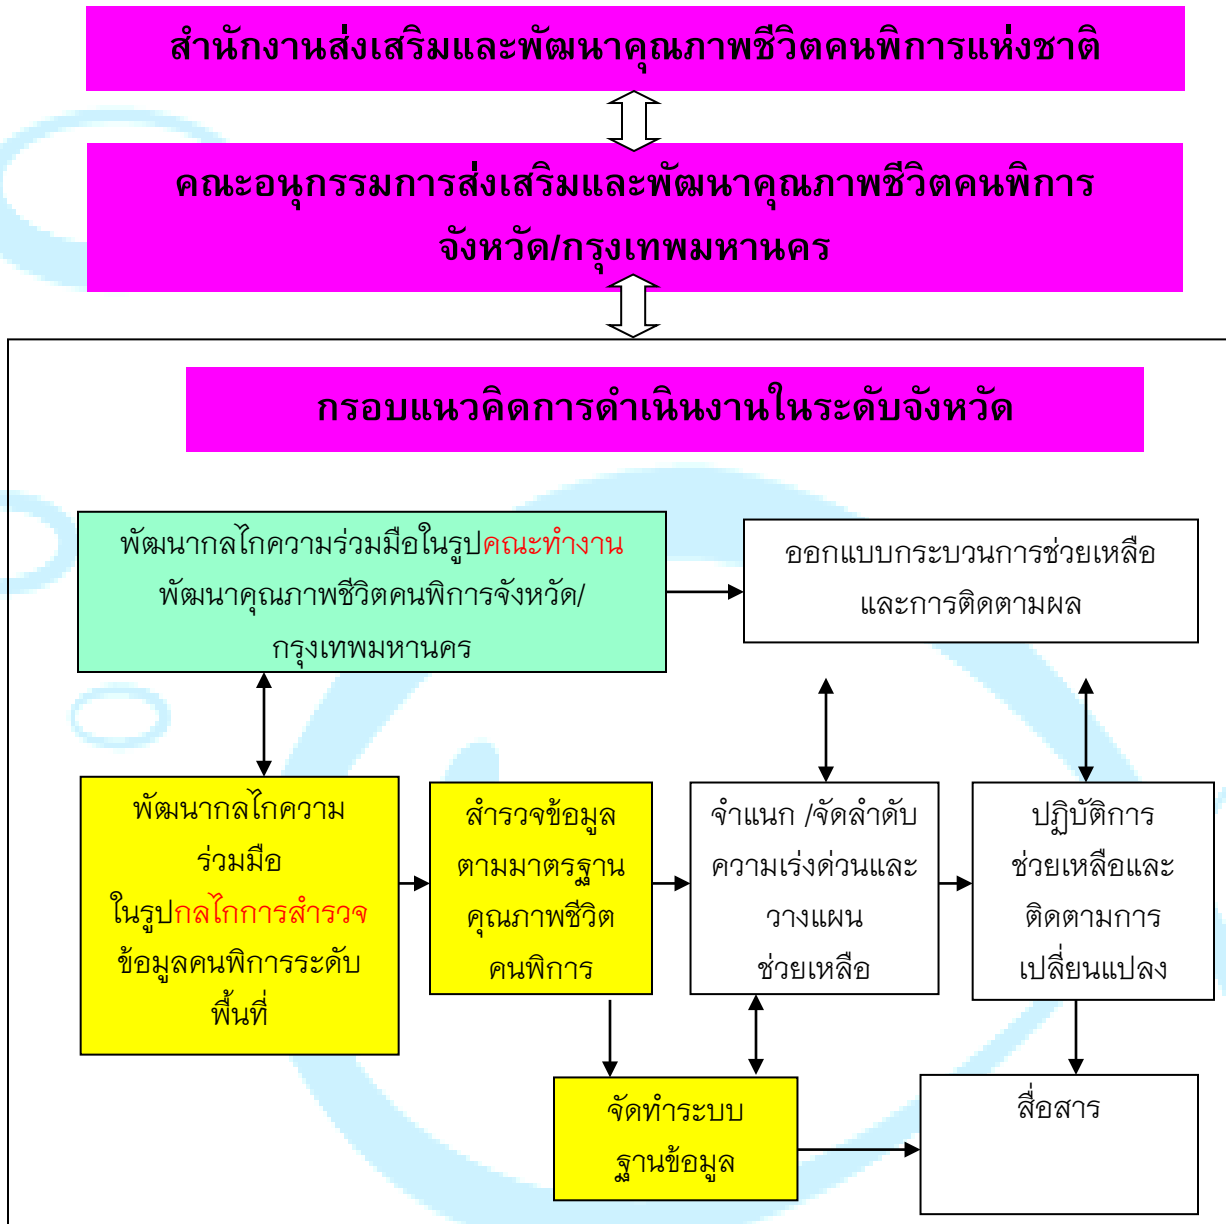 สำนักงานส่งเสริมและพัฒนาคุณภาพชีวิตคนพิการแห่งชาติ
คณะอนุกรรมการส่งเสริมและพัฒนาคุณภาพชีวิตคนพิการ
จังหวัด/กรุงเทพมหานคร
กรอบแนวคิดการดำเนินงานในระดับจังหวัด
พัฒนากลไกความร่วมมือในรูปคณะทำงาน
พัฒนาคุณภาพชีวิตคนพิการจังหวัด/
กรุงเทพมหานคร
ออกแบบกระบวนการช่วยเหลือ
และการติดตามผล
พัฒนากลไกความ
ร่วมมือ
ในรูปกลไกการสำรวจ
ข้อมูลคนพิการระดับ
พื้นที่
สำรวจข้อมูล
ตามมาตรฐาน
คุณภาพชีวิต
คนพิการ
จำแนก /จัดลำดับ
ความเร่งด่วนและ
วางแผน
ช่วยเหลือ
ปฏิบัติการ
ช่วยเหลือและ
ติดตามการ
เปลี่ยนแปลง
จัดทำระบบ
ฐานข้อมูล
สื่อสาร